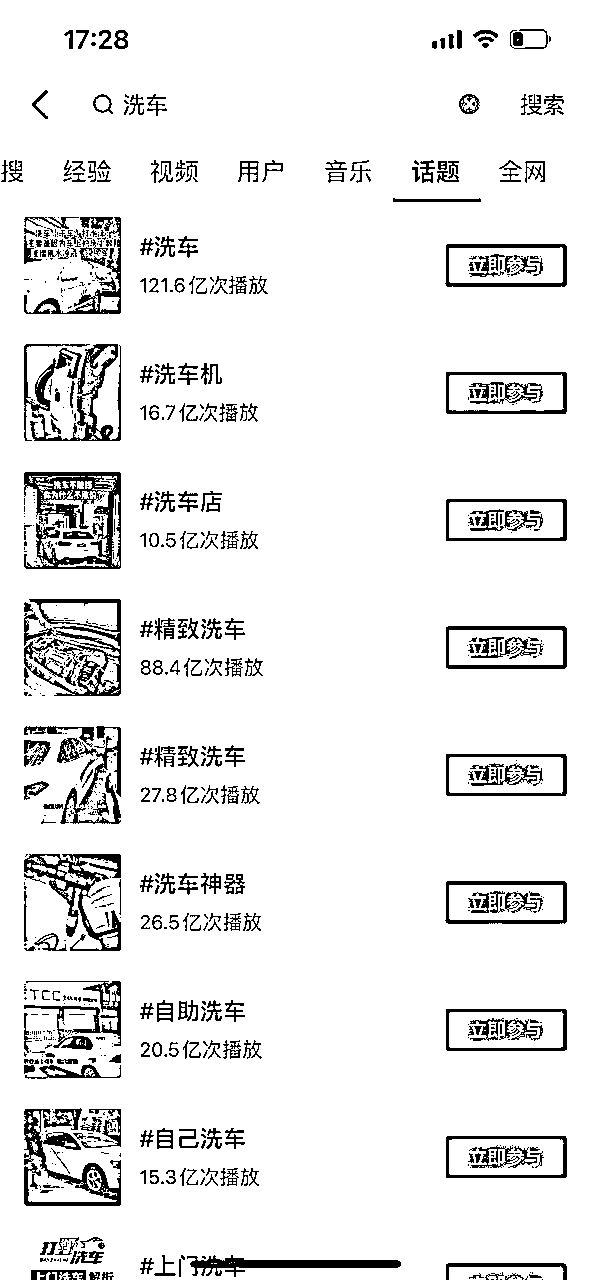 17:28
洗车
搜索
搜 经验 视频 用户 音乐 话题 全网
#洗车
121.6亿次播放
立即参与
#洗车机
16.7亿次播放
立即参与
#洗车店
10.5亿次播放
立即参与
#精致洗车
88.4亿次播放
立即参与
#精致洗车
27.8亿次播放
立即参与
#洗车神器
26.5亿次播放
立即参与
TCC
#自助洗车
20.5亿次播放
立即参与
#自己洗车
15.3亿次播放
立即参与
#上门洗车